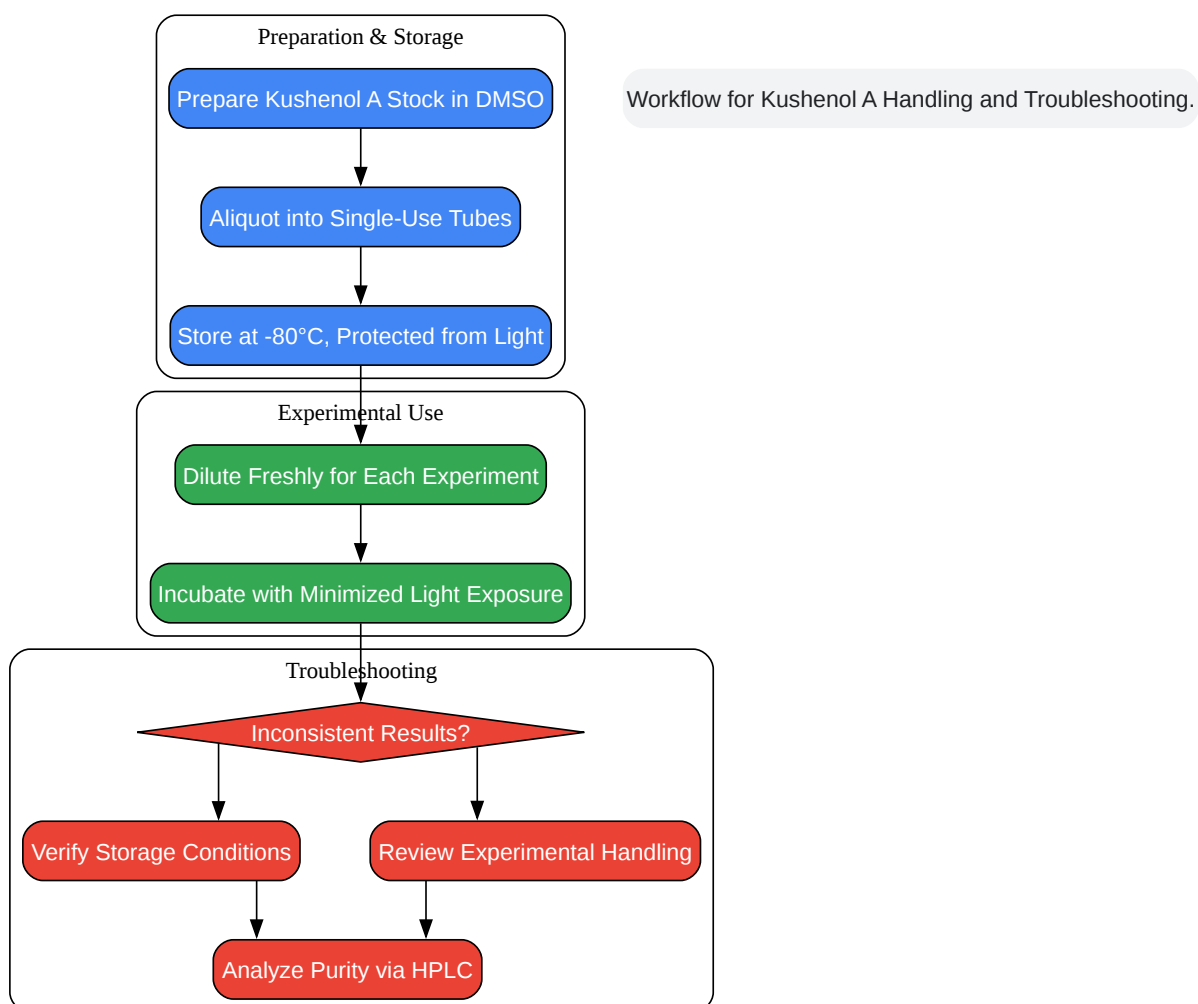 Preparation & Storage
Prepare Kushenol A Stock in DMSO
Workflow for Kushenol A Handling and Troubleshooting.
Aliquot into Single-Use Tubes
Store at -80°C, Protected from Light
Experimental Use
Dilute Freshly for Each Experiment
Incubate with Minimized Light Exposure
Troubleshooting
Inconsistent Results?
Verify Storage Conditions
Review Experimental Handling
Analyze Purity via HPLC